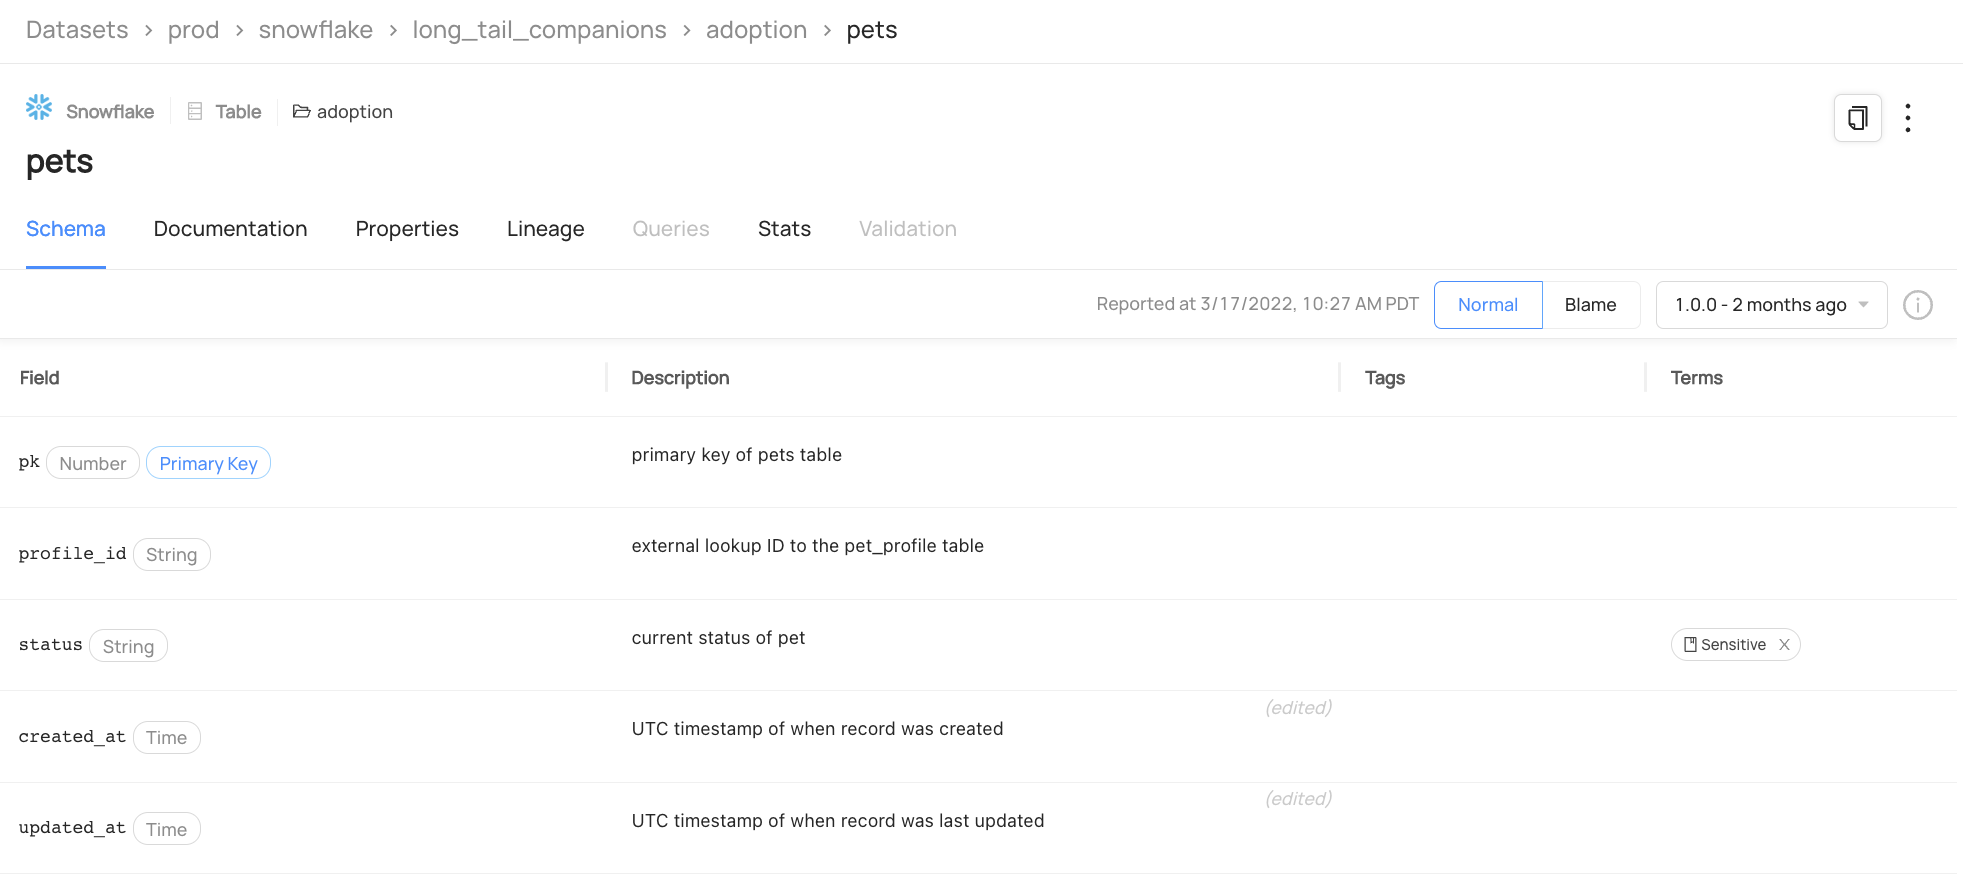 Datasets > prod > snowflake > long_tail_companions > adoption > pets
Snowflake Table adoption
pets
Schema Documentation Properties Lineage Queries Stats Validation
Reported at 3/17/2022, 10:27 AM PDT Normal Blame 1.0.0 - 2 months ago
Field Description Tags Terms
pk Number Primary Key primary key of pets table
profile_id String external lookup ID to the pet_profile table
status String current status of pet Sensitive X
(edited)
created_at Time UTC timestamp of when record was created
(edited)
updated_at Time UTC timestamp of when record was last updated